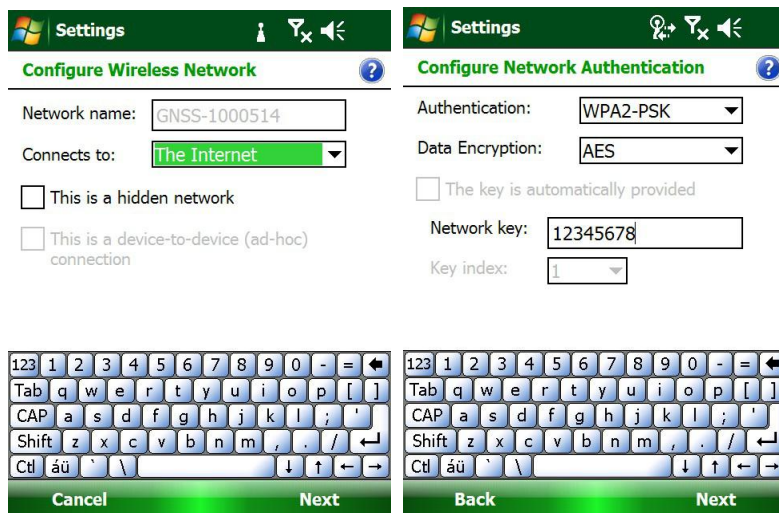 Settings
Configure Wireless Network
Network name: GNSS-1000514
Connects to: The Internet
This is a hidden network
This is a device-to-device (ad-hoc)
connection
123 1 2 3 4 5 6 7 8 9 0 - =
Tab q w e r t y u i o p [ ]
CAP a s d f g h j k l ; '
Shift z x c v b n m , . /
Ctl áü ` \
Cancel Next
Settings
Configure Network Authentication
Authentication: WPA2-PSK
Data Encryption: AES
The key is automatically provided
Network key: 12345678
Key index: 1
123 1 2 3 4 5 6 7 8 9 0 - =
Tab q w e r t y u i o p [ ]
CAP a s d f g h j k l ; '
Shift z x c v b n m , . /
Ctl áü ` \
Back Next